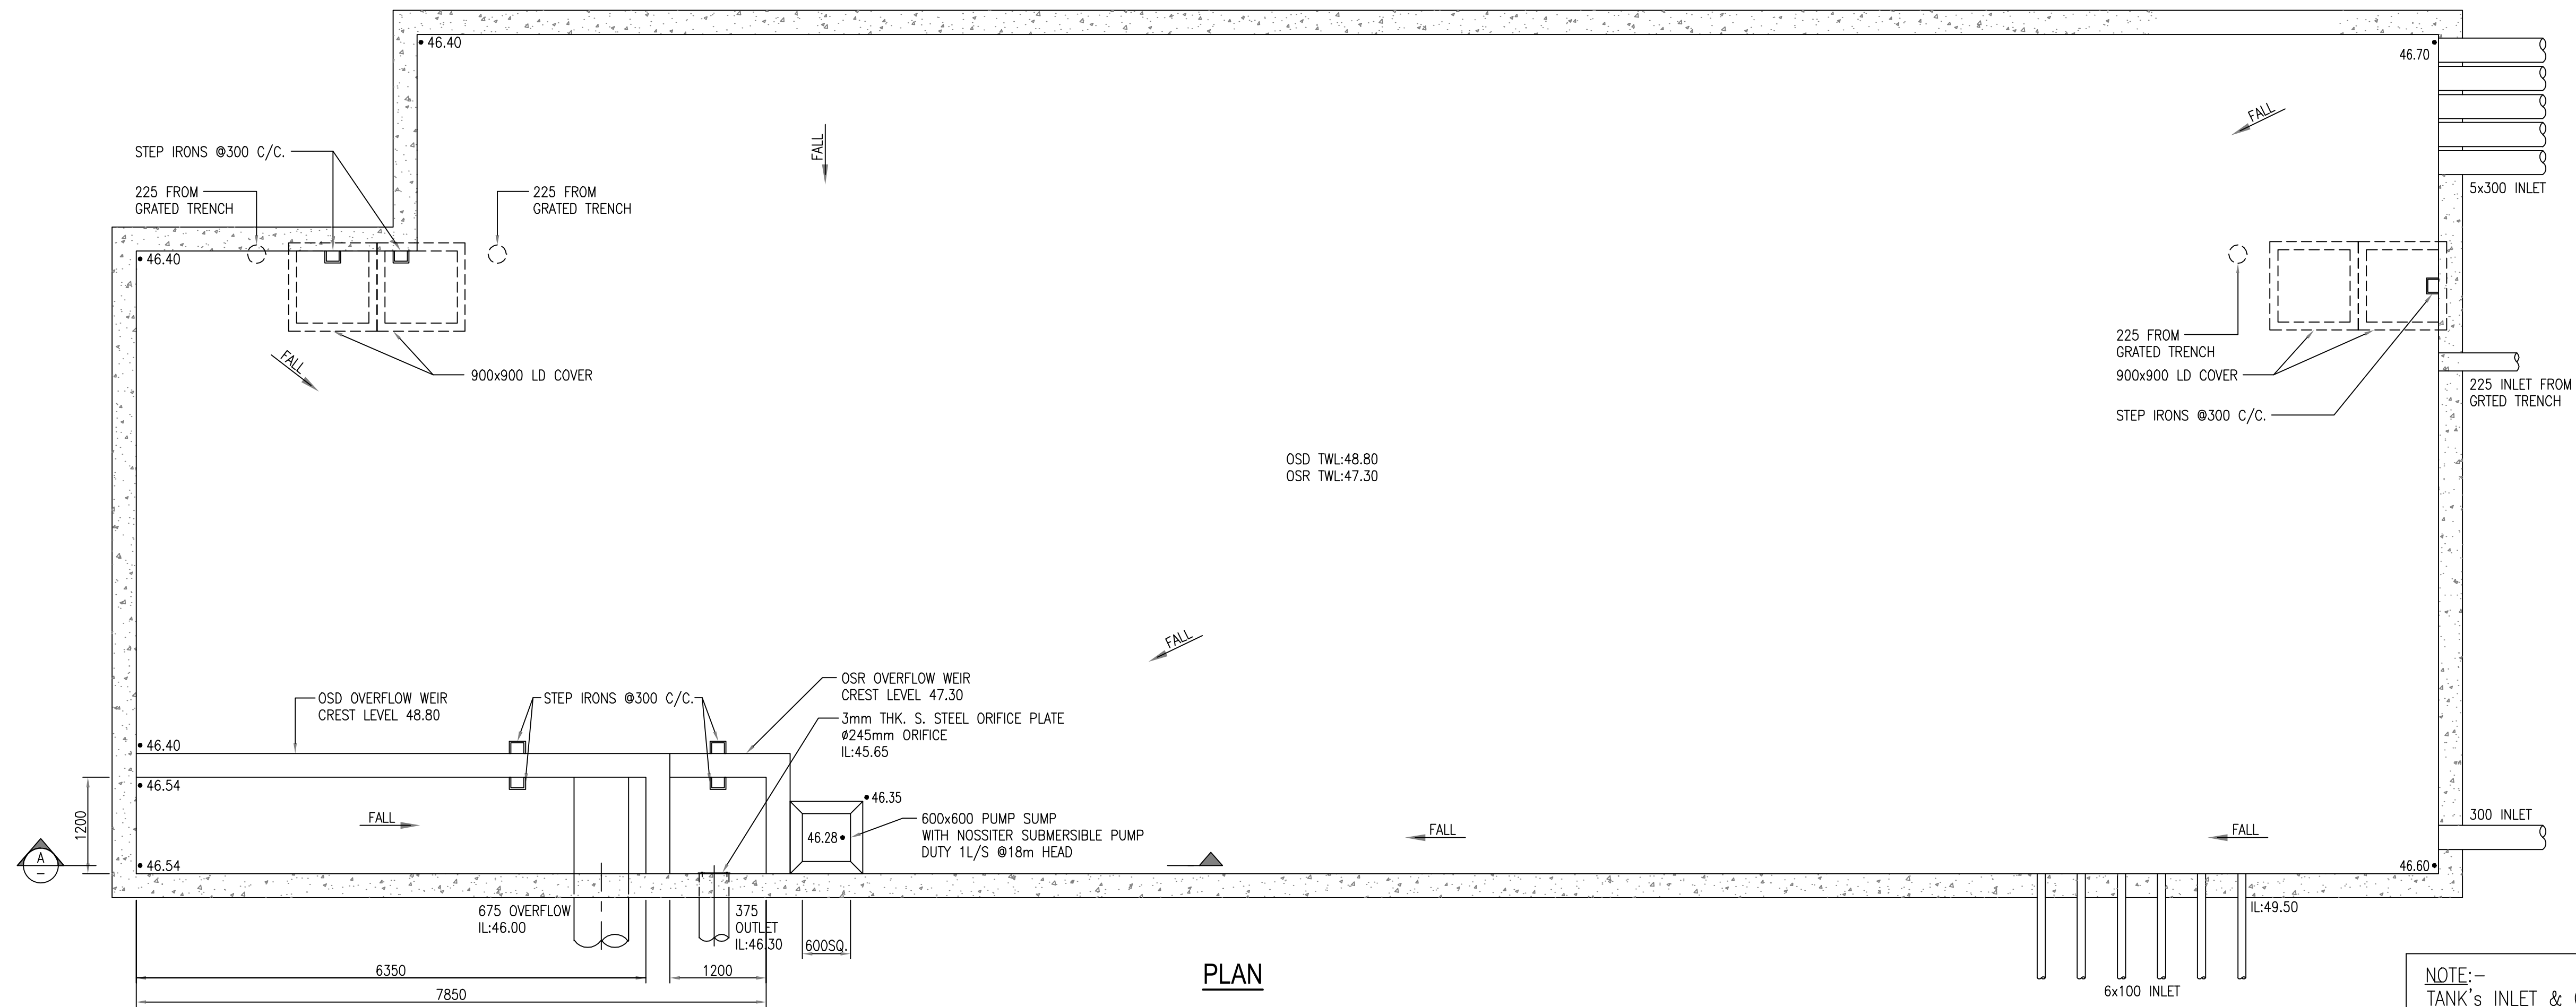 46.40
46.70
FALL
FALL
STEP IRONS @300 C/C.
225 FROM
GRATED TRENCH
225 FROM
GRATED TRENCH
5x300 INLET
46.40
FALL
900x900 LD COVER
225 FROM
GRATED TRENCH
900x900 LD COVER
STEP IRONS @300 C/C.
225 INLET FROM
GRTED TRENCH
OSD TWL:48.80
OSR TWL:47.30
FALL
OSD OVERFLOW WEIR
CREST LEVEL 48.80
STEP IRONS @300 C/C.
OSR OVERFLOW WEIR
CREST LEVEL 47.30
3mm THK. S. STEEL ORIFICE PLATE
ø245mm ORIFICE
IL:45.65
46.40
46.54
46.35
1200
FALL
600x600 PUMP SUMP
WITH NOSSITER SUBMERSIBLE PUMP
DUTY 1L/S @18m HEAD
46.28
FALL
FALL
300 INLET
A
–
46.54
46.60
675 OVERFLOW
IL:46.00
375
OUTLET
IL:46.30
600SQ.
IL:49.50
6350
1200
7850
PLAN
6x100 INLET
NOTE:–
TANK's INLET &